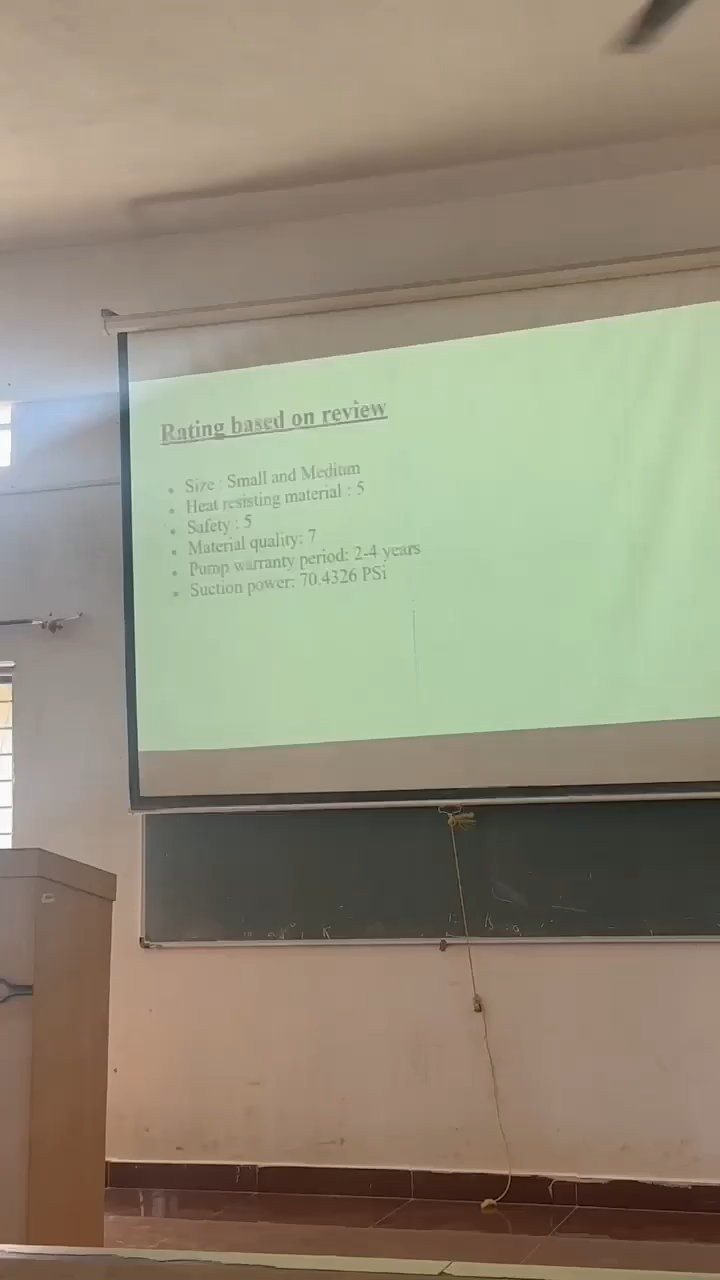 Rating based on review
• Size : Small and Medium
• Heat resisting material : 5
• Safety : 5
• Material quality: 7
• Pump warranty period: 2-4 years
• Suction power: 70.4326 PSi